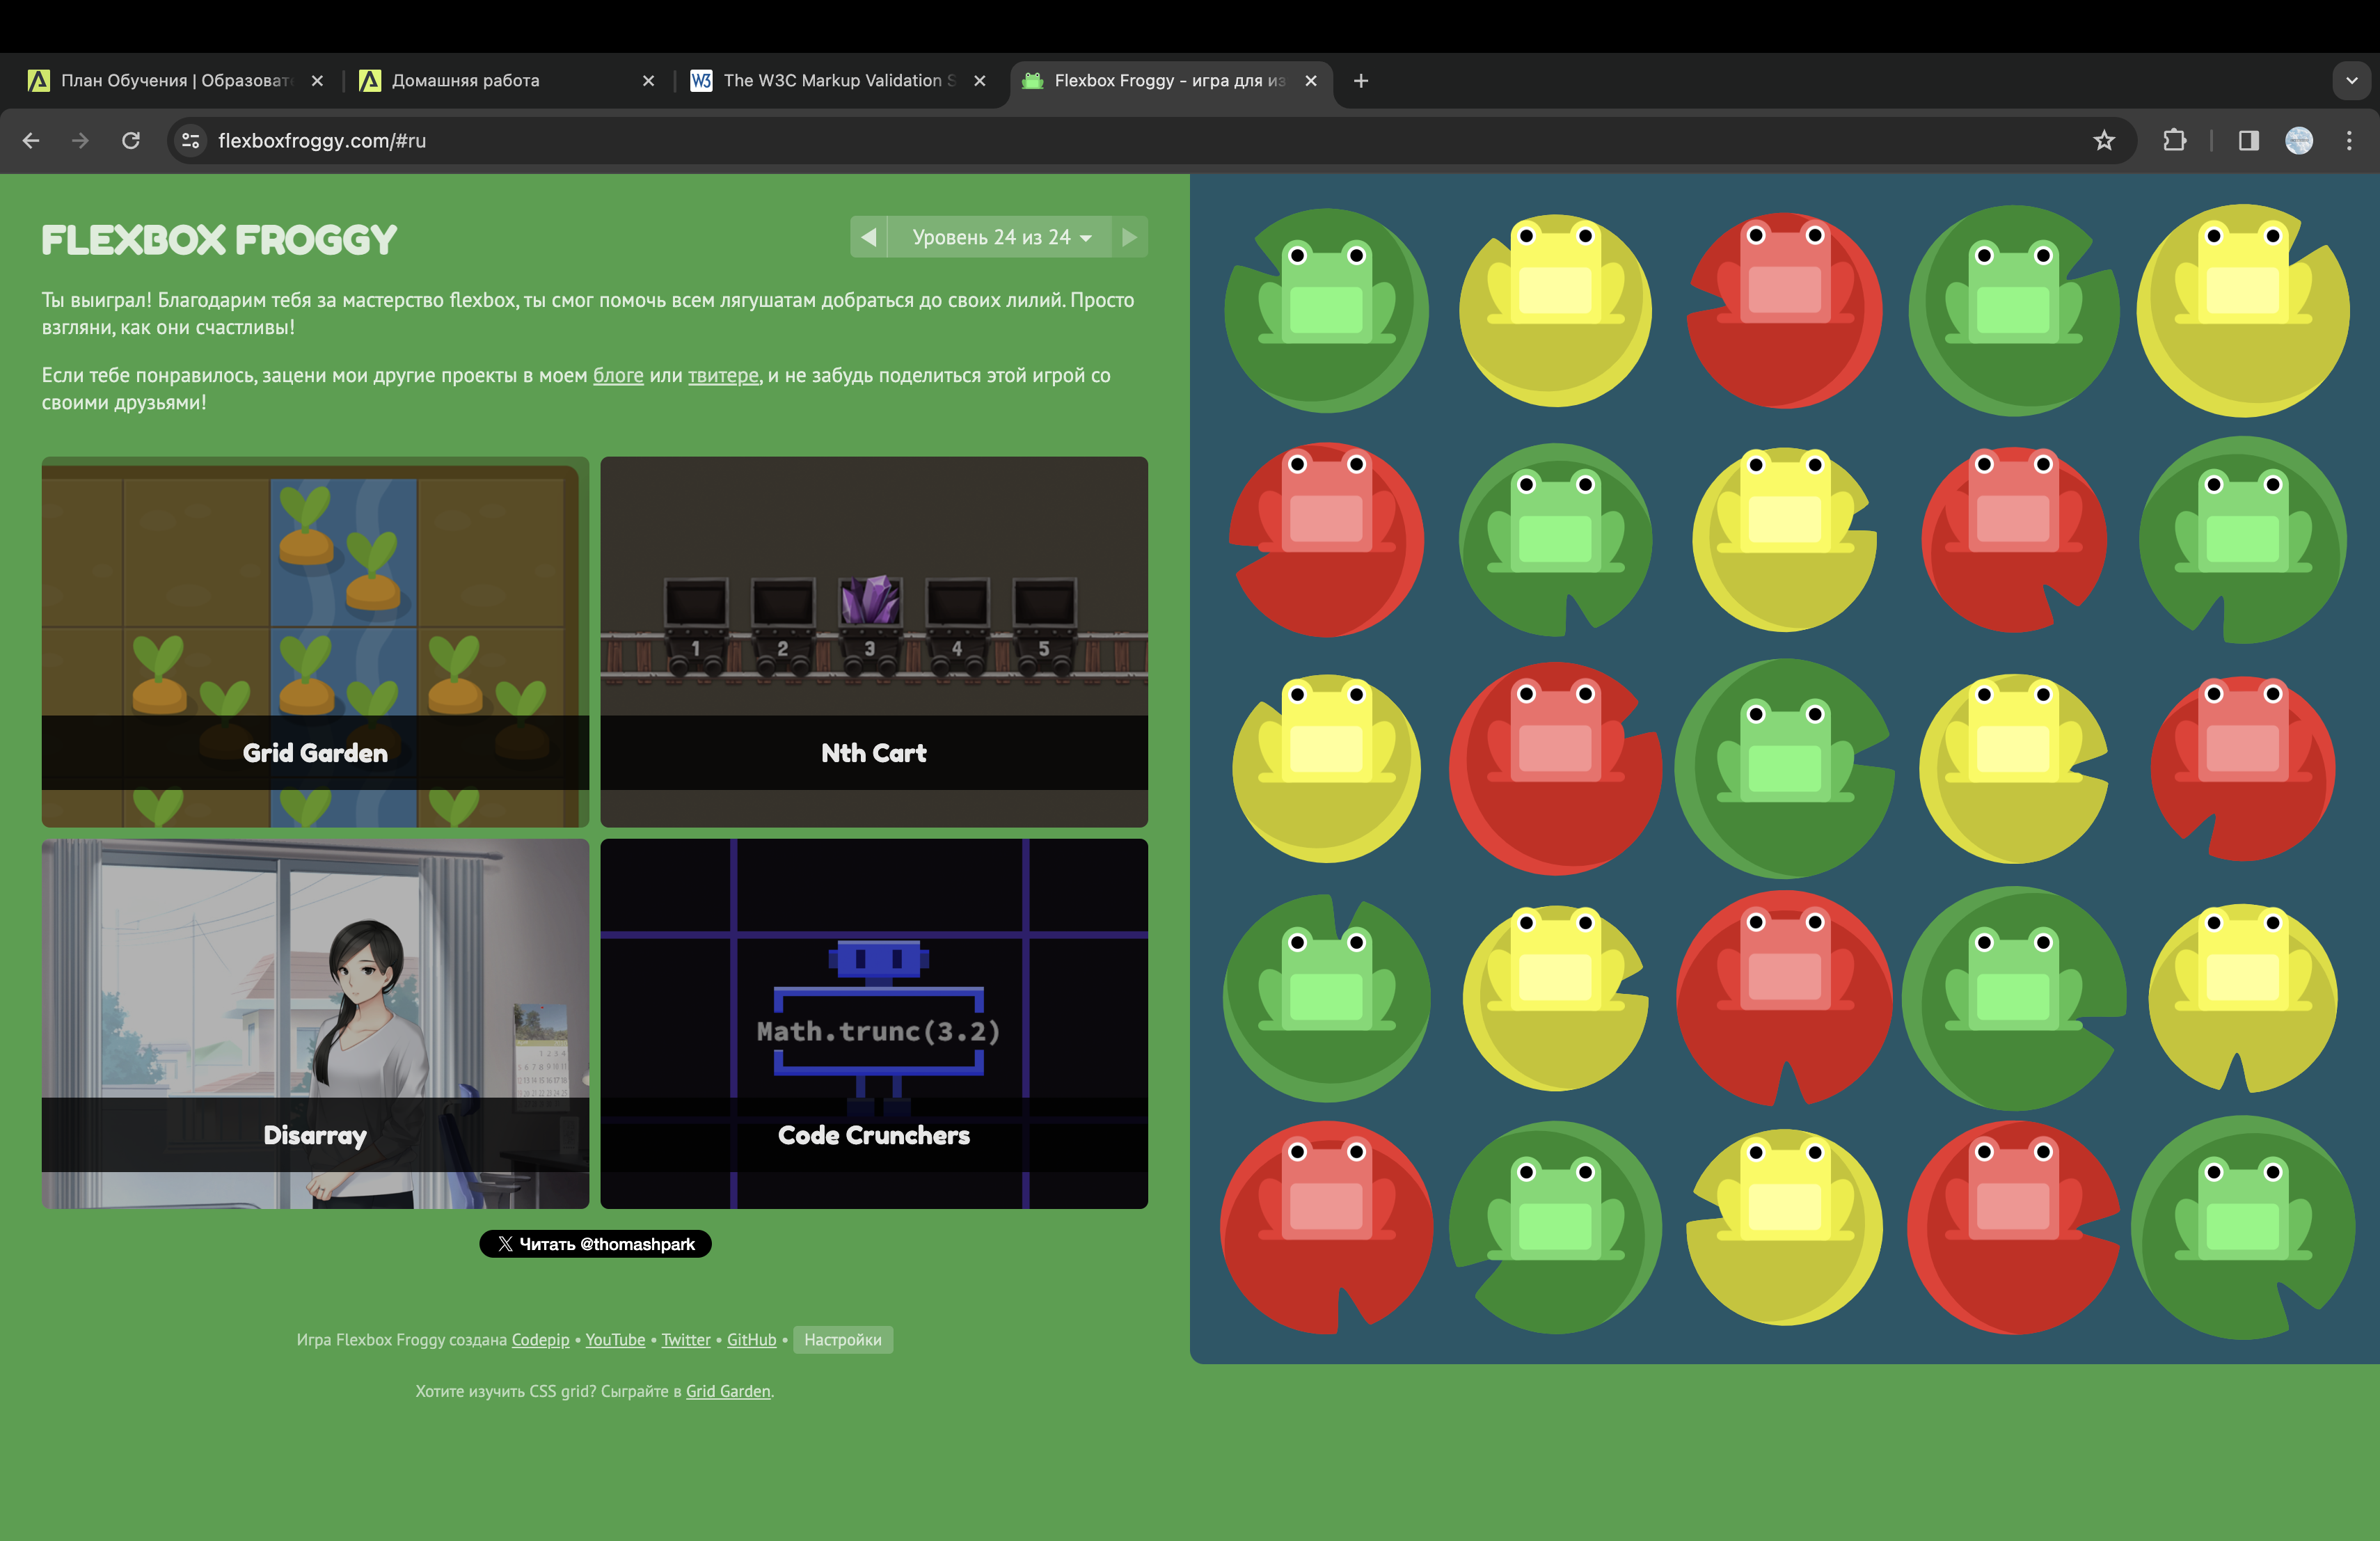 План Обучения | Образоват
Домашняя работа
The W3C Markup Validation S
Flexbox Froggy - игра для из
flexboxfroggy.com/#ru
FLEXBOX FROGGY
Уровень 24 из 24
Ты выиграл! Благодарим тебя за мастерство flexbox, ты смог помочь всем лягушатам добраться до своих лилий. Просто
взгляни, как они счастливы!
Если тебе понравилось, зацени мои другие проекты в моем блоге или твитере, и не забудь поделиться этой игрой со
своими друзьями!
1 2 3 4 5
Grid Garden
Nth Cart
Math.trunc(3.2)
Disarray
Code Crunchers
Читать @thomashpark
Игра Flexbox Froggy создана Codepip • YouTube • Twitter • GitHub • Настройки
Хотите изучить CSS grid? Сыграйте в Grid Garden.